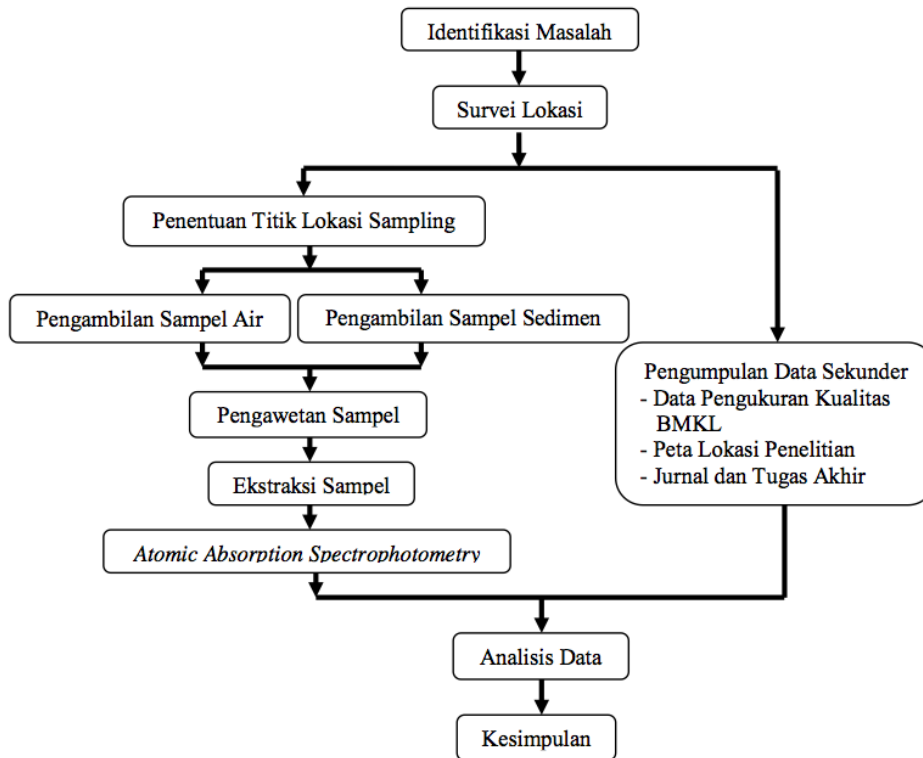 Identifikasi Masalah
Survei Lokasi
Penentuan Titik Lokasi Sampling
Pengambilan Sampel Air
Pengambilan Sampel Sedimen
Pengawetan Sampel
Ekstraksi Sampel
Atomic Absorption Spectrophotometry
Pengumpulan Data Sekunder
- Data Pengukuran Kualitas
BMKL
- Peta Lokasi Penelitian
- Jurnal dan Tugas Akhir
Analisis Data
Kesimpulan